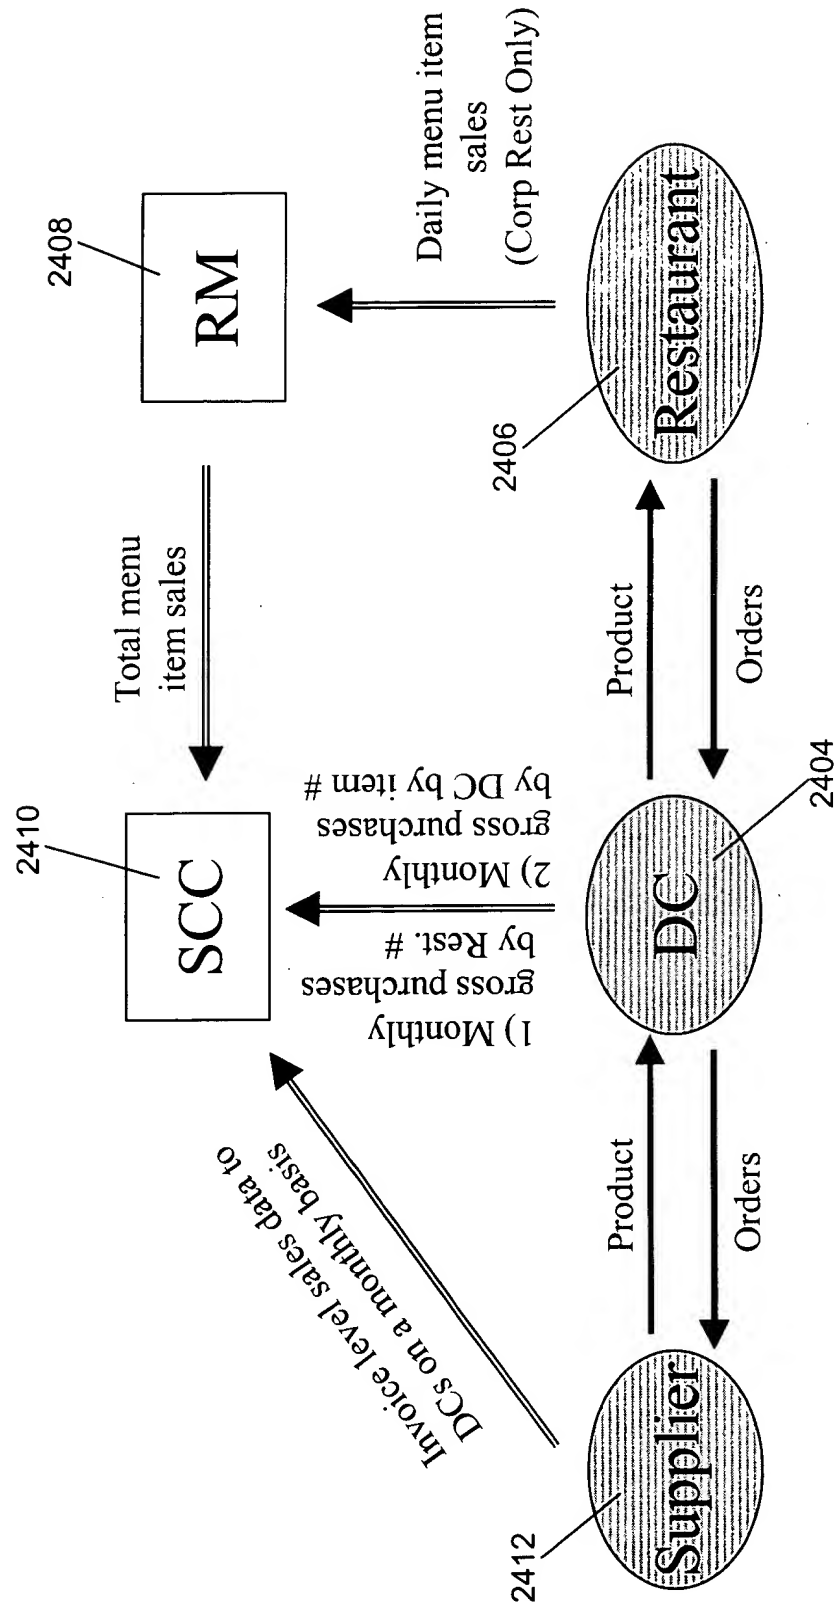 2410
SCC
Total menu
item sales
2408
RM
Invoice level sales data to
DCs on a monthly basis
1) Monthly
gross purchases
by Rest. #
2) Monthly
gross purchases
by DC by item #
Daily menu item
sales
(Corp Rest Only)
2412
Supplier
Product
Orders
DC
2404
Product
Orders
2406
Restaurant